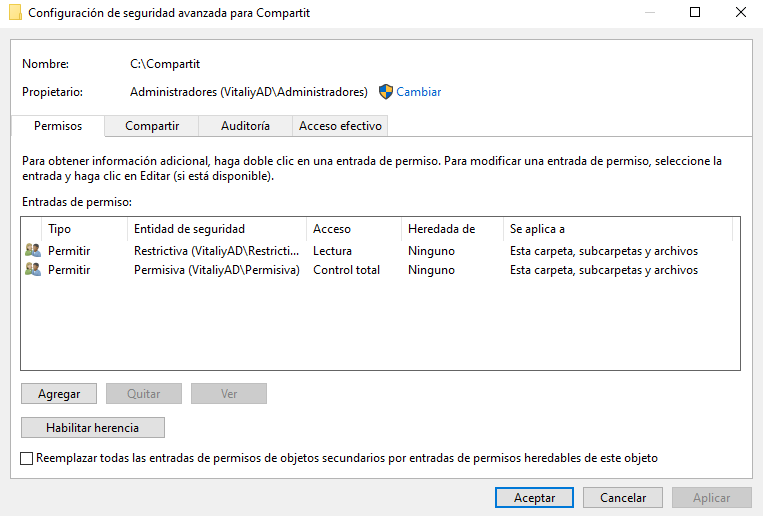 Configuración de seguridad avanzada para Compartit
Nombre: C:\Compartit
Propietario: Administradores (VitaliyAD\Administradores) Cambiar
Permisos Compartir Auditoría Acceso efectivo
Para obtener información adicional, haga doble clic en una entrada de permiso. Para modificar una entrada de permiso, seleccione la
entrada y haga clic en Editar (si está disponible).
Entradas de permiso:
Tipo Entidad de seguridad Acceso Heredada de Se aplica a
Permitir Restrictiva (VitaliyAD\Restricti... Lectura Ninguno Esta carpeta, subcarpetas y archivos
Permitir Permisiva (VitaliyAD\Permisiva) Control total Ninguno Esta carpeta, subcarpetas y archivos
Agregar Quitar Ver
Habilitar herencia
Reemplazar todas las entradas de permisos de objetos secundarios por entradas de permisos heredables de este objeto
Aceptar Cancelar Aplicar